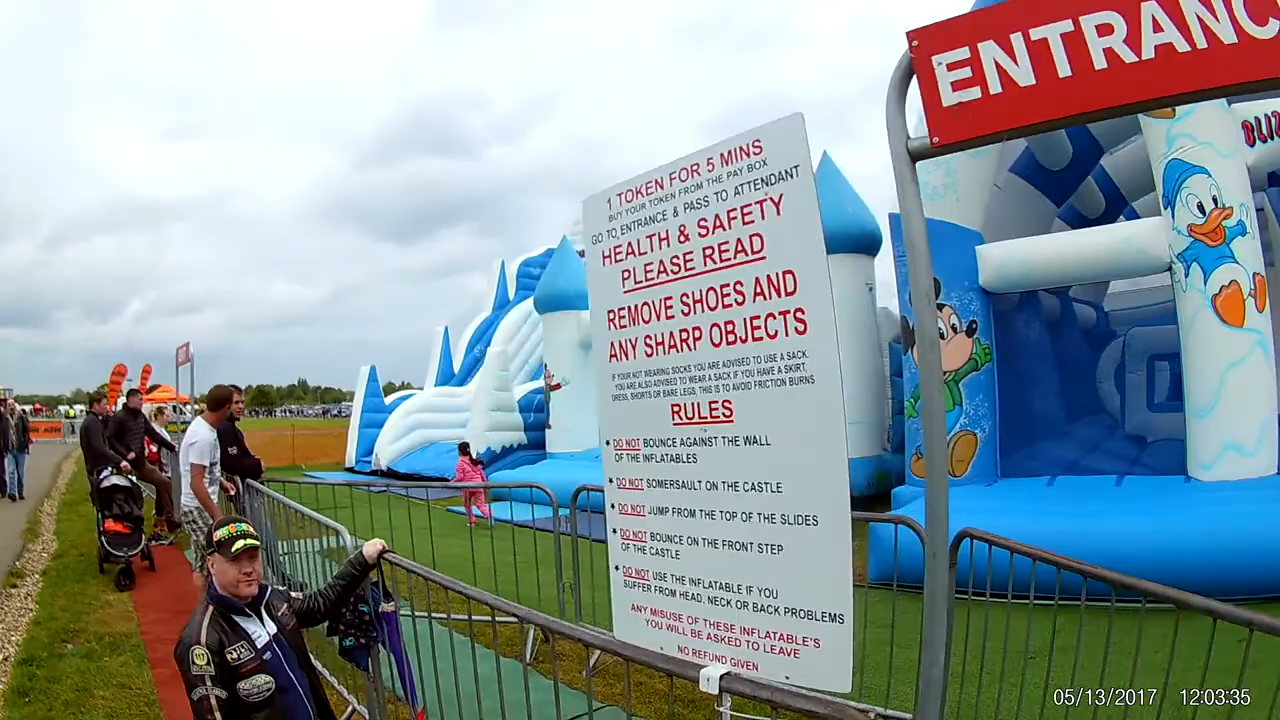 ENTRANC
BLIZ
1 TOKEN FOR 5 MINS
BUY YOUR TOKEN FROM THE PAY BOX
GO TO ENTRANCE & PASS TO ATTENDANT
HEALTH & SAFETY
PLEASE READ
REMOVE SHOES AND
ANY SHARP OBJECTS
IF YOUR NOT WEARING SOCKS YOU ARE ADVISED TO USE A SACK.
YOU ARE ALSO ADVISED TO WEAR A SACK IF YOU HAVE A SKIRT,
DRESS, SHORTS OR BARE LEGS, THIS IS TO AVOID FRICTION BURNS
RULES
* DO NOT BOUNCE AGAINST THE WALL
OF THE INFLATABLES
* DO NOT SOMERSAULT ON THE CASTLE
* DO NOT JUMP FROM THE TOP OF THE SLIDES
* DO NOT BOUNCE ON THE FRONT STEP
OF THE CASTLE
* DO NOT USE THE INFLATABLE IF YOU
SUFFER FROM HEAD, NECK OR BACK PROBLEMS
ANY MISUSE OF THESE INFLATABLE'S
YOU WILL BE ASKED TO LEAVE
NO REFUND GIVEN
05/13/2017 12:03:35